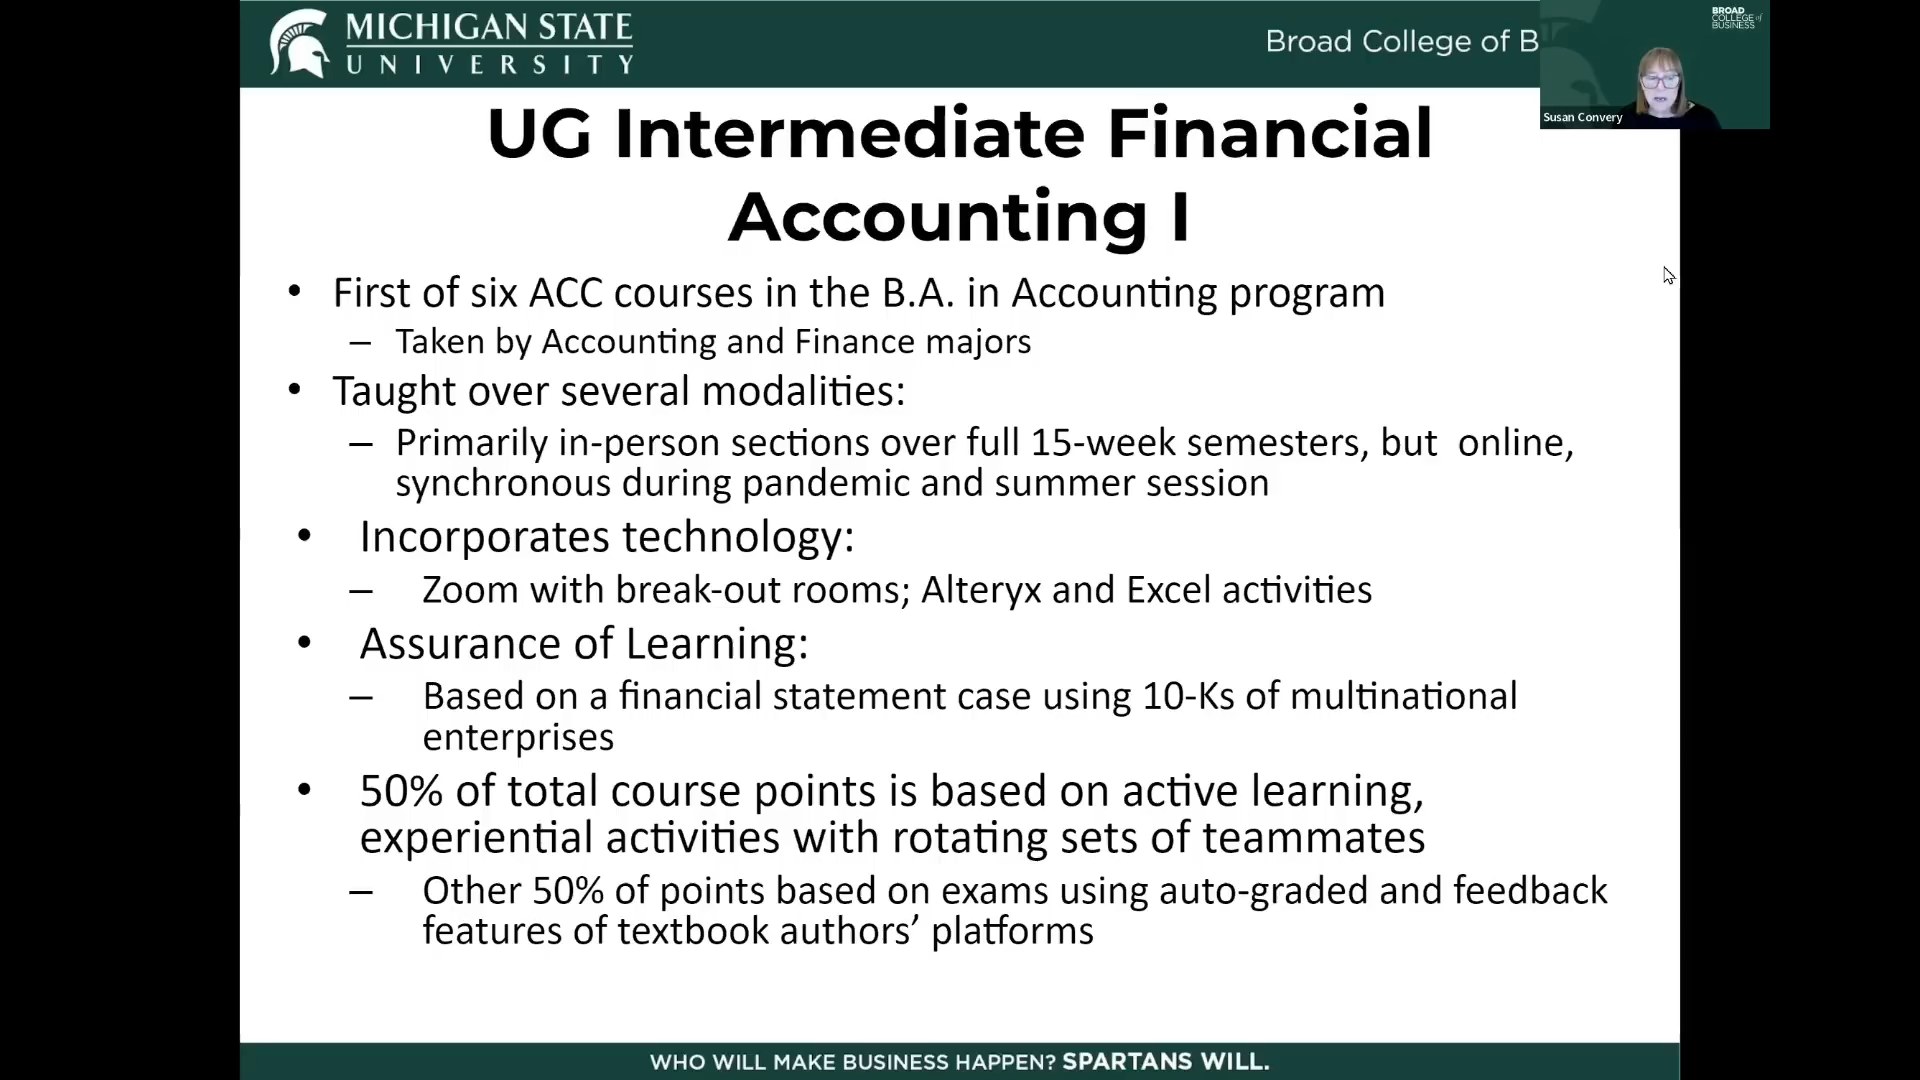 MICHIGAN STATE
UNIVERSITY
Broad College of B
BROAD
COLLEGE of
BUSINESS
Susan Convery
UG Intermediate Financial
Accounting I
• First of six ACC courses in the B.A. in Accounting program
– Taken by Accounting and Finance majors
• Taught over several modalities:
– Primarily in-person sections over full 15-week semesters, but online,
synchronous during pandemic and summer session
• Incorporates technology:
– Zoom with break-out rooms; Alteryx and Excel activities
• Assurance of Learning:
– Based on a financial statement case using 10-Ks of multinational
enterprises
• 50% of total course points is based on active learning,
experiential activities with rotating sets of teammates
– Other 50% of points based on exams using auto-graded and feedback
features of textbook authors’ platforms
WHO WILL MAKE BUSINESS HAPPEN? SPARTANS WILL.